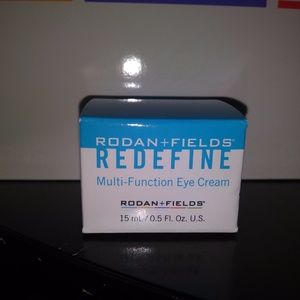 RODAN+FIELDS®
REDEFINE
Multi-Function Eye Cream
RODAN+FIELDS®
15 mL / 0.5 Fl. Oz. U.S.